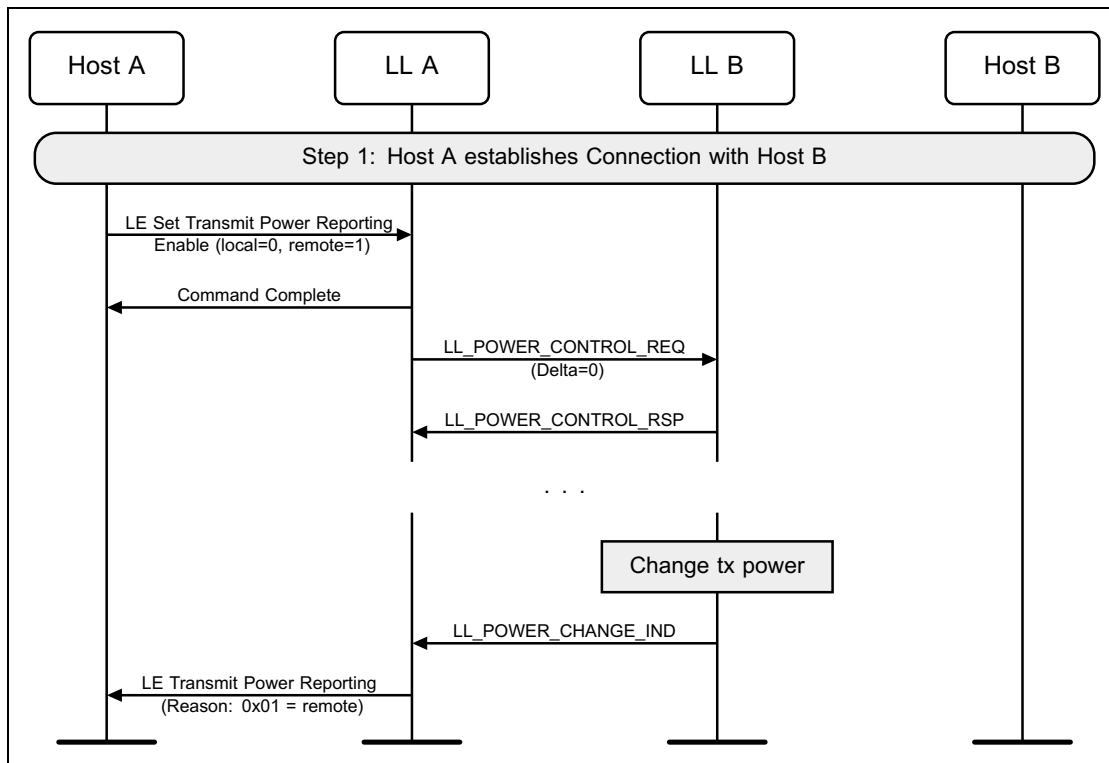 Host A
LL A
LL B
Host B
Step 1: Host A establishes Connection with Host B
LE Set Transmit Power Reporting
Enable (local=0, remote=1)
Command Complete
LL_POWER_CONTROL_REQ
(Delta=0)
LL_POWER_CONTROL_RSP
. . .
Change tx power
LL_POWER_CHANGE_IND
LE Transmit Power Reporting
(Reason: 0x01 = remote)